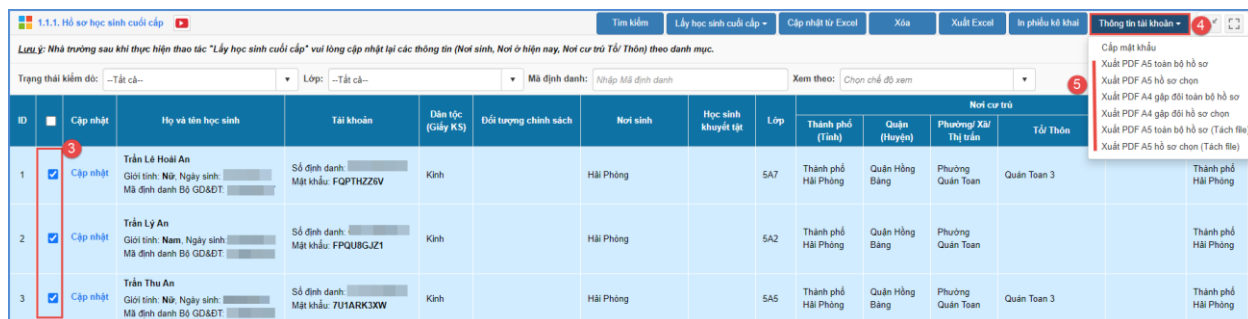 1.1.1. Hồ sơ học sinh cuối cấp
Tìm kiếm
Lấy học sinh cuối cấp
Cập nhật từ Excel
Xóa
Xuất Excel
In phiếu kê khai
Thông tin tài khoản
4
Lưu ý: Nhà trường sau khi thực hiện thao tác "Lấy học sinh cuối cấp" vui lòng cập nhật lại các thông tin (Nơi sinh, Nơi ở hiện nay, Nơi cư trú Tổ/ Thôn) theo danh mục.
Cấp mật khẩu
Xuất PDF A5 toàn bộ hồ sơ
Xuất PDF A5 hồ sơ chọn
Xuất PDF A4 gập đôi toàn bộ hồ sơ
Xuất PDF A4 gập đôi hồ sơ chọn
Xuất PDF A5 toàn bộ hồ sơ (Tách file)
Xuất PDF A5 hồ sơ chọn (Tách file)
5
Trạng thái kiểm dò: --Tất cả-- Lớp: --Tất cả-- Mã định danh: Nhập Mã định danh Xem theo: Chọn chế độ xem
ID Cập nhật Họ và tên học sinh Tài khoản Dân tộc (Giấy KS) Đối tượng chính sách Nơi sinh Học sinh khuyết tật Lớp Nơi cư trú
Thành phố (Tỉnh) Quận (Huyện) Phường/ Xã/ Thị trấn Tổ/ Thôn
3
1 Cập nhật
Trần Lê Hoài An
Giới tính: Nữ, Ngày sinh:
Mã định danh Bộ GD&ĐT:
Số định danh:
Mật khẩu: FQPTHZZ6V
Kinh Hải Phòng 5A7 Thành phố Hải Phòng Quận Hồng Bàng Phường Quán Toan Quán Toan 3 Thành phố Hải Phòng
2 Cập nhật
Trần Lý An
Giới tính: Nam, Ngày sinh:
Mã định danh Bộ GD&ĐT:
Số định danh:
Mật khẩu: FPQU8GJZ1
Kinh Hải Phòng 5A2 Thành phố Hải Phòng Quận Hồng Bàng Phường Quán Toan Thành phố Hải Phòng
3 Cập nhật
Trần Thu An
Giới tính: Nữ, Ngày sinh:
Mã định danh Bộ GD&ĐT:
Số định danh:
Mật khẩu: 7U1ARK3XW
Kinh Hải Phòng 5A5 Thành phố Hải Phòng Quận Hồng Bàng Phường Quán Toan Quán Toan 3 Thành phố Hải Phòng